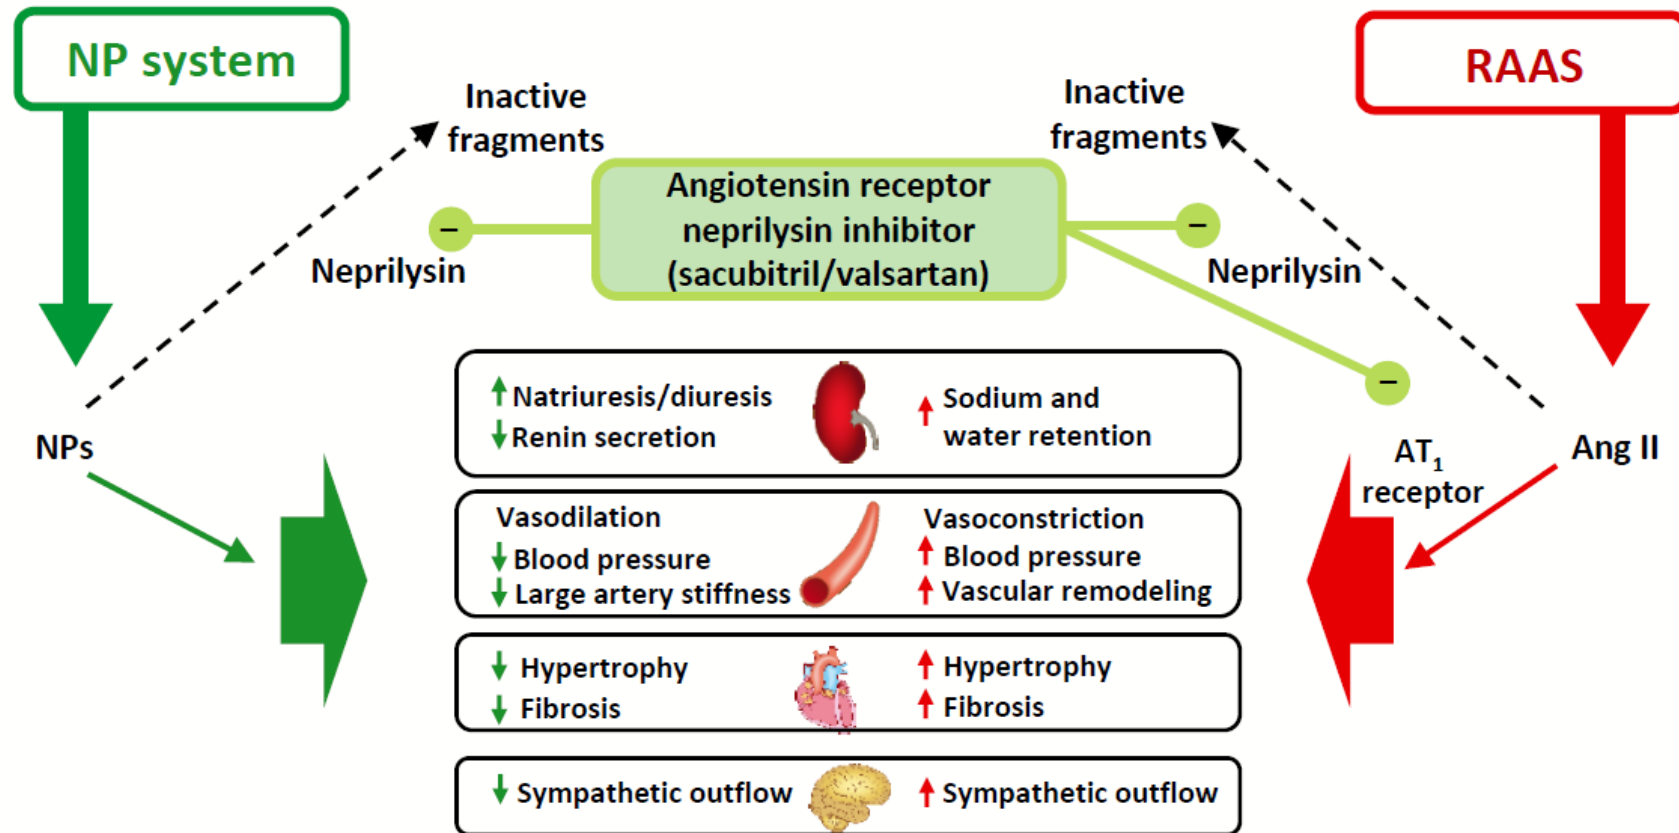 NP system
RAAS
Inactive
fragments
Inactive
fragments
Angiotensin receptor
neprilysin inhibitor
(sacubitril/valsartan)
−
−
−
Neprilysin
Neprilysin
NPs
Ang II
AT₁
receptor
↑ Natriuresis/diuresis
↓ Renin secretion
↑ Sodium and
water retention
Vasodilation
↓ Blood pressure
↓ Large artery stiffness
Vasoconstriction
↑ Blood pressure
↑ Vascular remodeling
↓ Hypertrophy
↓ Fibrosis
↑ Hypertrophy
↑ Fibrosis
↓ Sympathetic outflow
↑ Sympathetic outflow